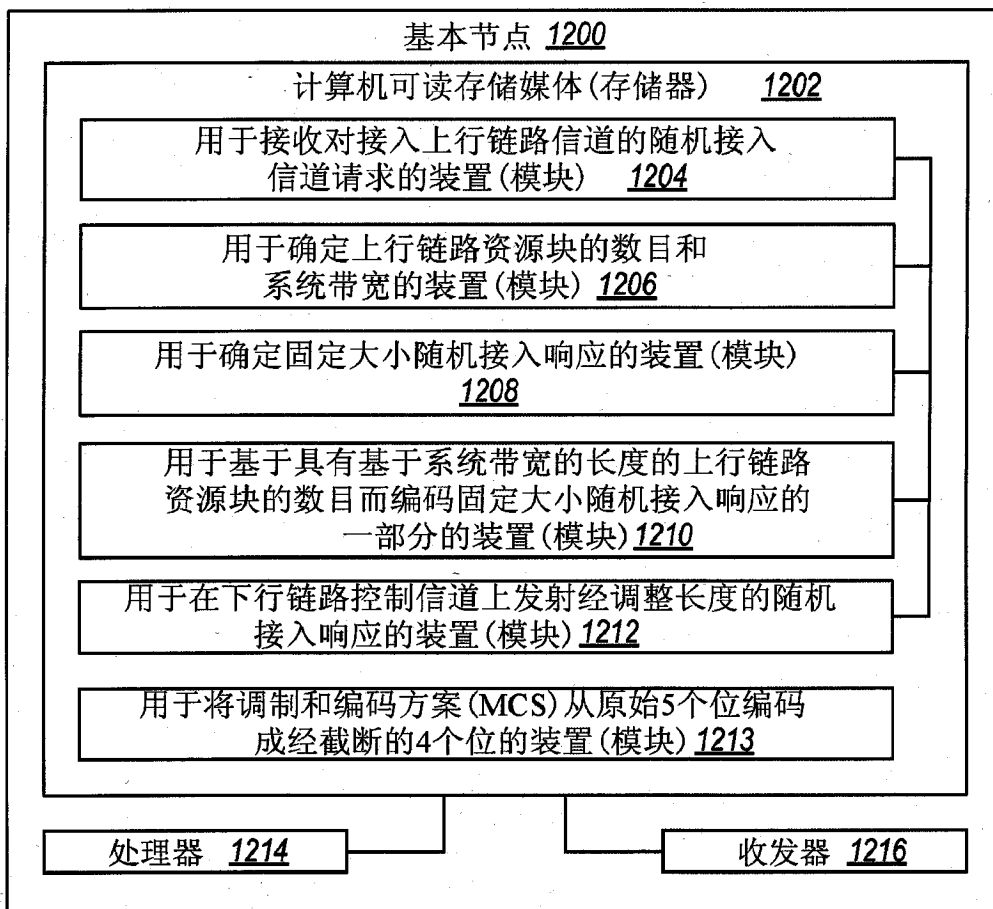 基本节点 1200
计算机可读存储媒体(存储器) 1202
用于接收对接入上行链路信道的随机接入
信道请求的装置(模块) 1204
用于确定上行链路资源块的数目和
系统带宽的装置(模块) 1206
用于确定固定大小随机接入响应的装置(模块)
1208
用于基于具有基于系统带宽的长度的上行链路
资源块的数目而编码固定大小随机接入响应的
一部分的装置(模块) 1210
用于在下行链路控制信道上发射经调整长度的随机
接入响应的装置(模块) 1212
用于将调制和编码方案(MCS)从原始5个位编码
成经截断的4个位的装置(模块) 1213
处理器 1214
收发器 1216